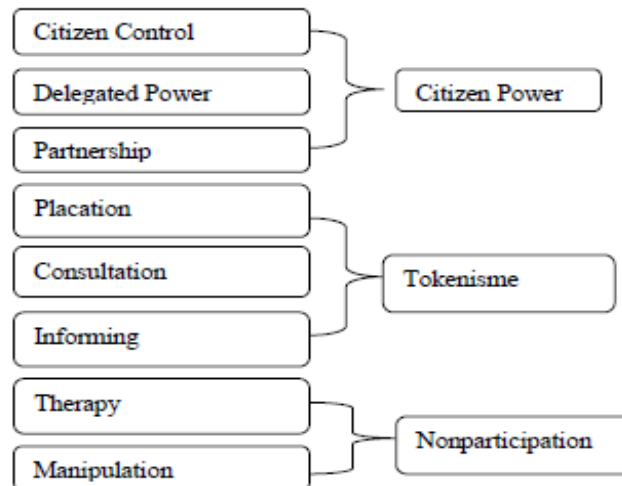 Citizen Control
Delegated Power
Citizen Power
Partnership
Placation
Consultation
Tokenisme
Informing
Therapy
Nonparticipation
Manipulation